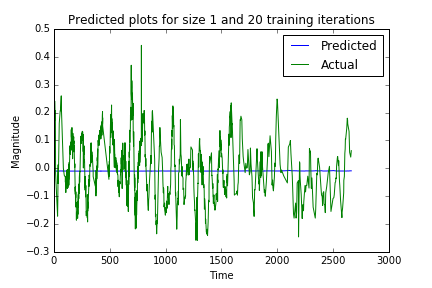 Predicted plots for size 1 and 20 training iterations
Predicted
Actual
Magnitude
0.5
0.4
0.3
0.2
0.1
0.0
−0.1
−0.2
−0.3
0 500 1000 1500 2000 2500 3000
Time